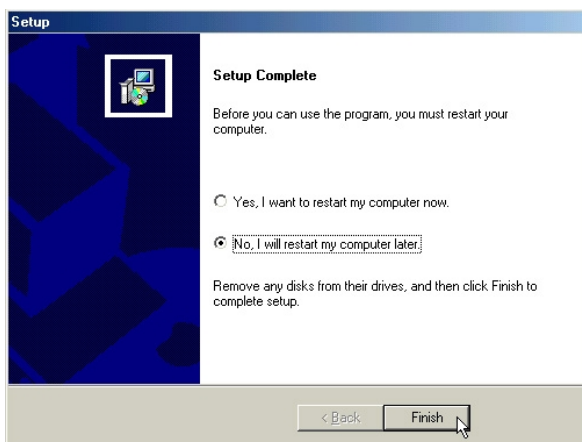 Setup
Setup Complete
Before you can use the program, you must restart your
computer.
Yes, I want to restart my computer now.
No, I will restart my computer later.
Remove any disks from their drives, and then click Finish to
complete setup.
< Back
Finish